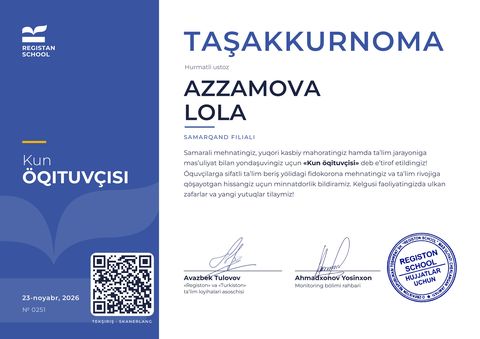 REGISTAN
SCHOOL
Kun
ÖQITUVÇISI
23-noyabr, 2026
№ 0251
TEKŞIRIŞ - SKANERLANG
TAŞAKKURNOMA
Hurmatli ustoz
AZZAMOVA
LOLA
SAMARQAND FILIALI
Samarali mehnatingiz, yuqori kasbiy mahoratingiz hamda ta'lim jarayoniga
mas'uliyat bilan yondaşuvingiz uçun «Kun öqituvçisi» deb e'tirof etildingiz!
Öquvçilarga sifatli ta'lim beriş yölidagi fidokorona mehnatingiz va ta'lim rivojiga
qöşayotgan hissangiz uçun minnatdorlik bildiramiz. Kelgusi faoliyatingizda ulkan
zafarlar va yangi yutuqlar tilaymiz!
Avazbek Tulovov
«Registon» va «Turkiston»
ta'lim loyihalari asoschisi
Ahmadxonov Yosinxon
Monitoring bölimi rahbari
REGISTON
SCHOOL
HUJJATLAR
UCHUN